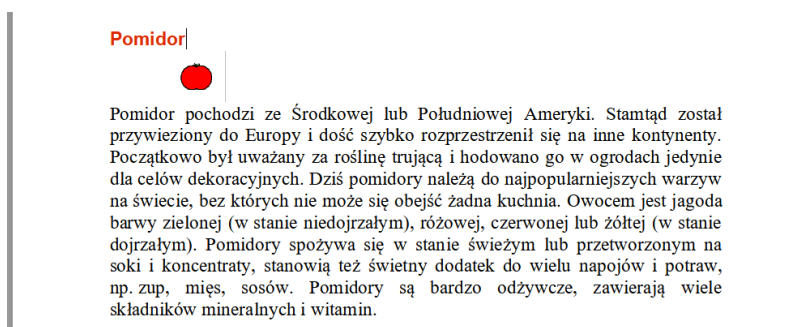 Pomidor
Pomidor pochodzi ze Środkowej lub Południowej Ameryki. Stamtąd został
przywieziony do Europy i dość szybko rozprzestrzenił się na inne kontynenty.
Początkowo był uważany za roślinę trującą i hodowano go w ogrodach jedynie
dla celów dekoracyjnych. Dziś pomidory należą do najpopularniejszych warzyw
na świecie, bez których nie może się obejść żadna kuchnia. Owocem jest jagoda
barwy zielonej (w stanie niedojrzałym), różowej, czerwonej lub żółtej (w stanie
dojrzałym). Pomidory spożywa się w stanie świeżym lub przetworzonym na
soki i koncentraty, stanowią też świetny dodatek do wielu napojów i potraw,
np. zup, mięs, sosów. Pomidory są bardzo odżywcze, zawierają wiele
składników mineralnych i witamin.